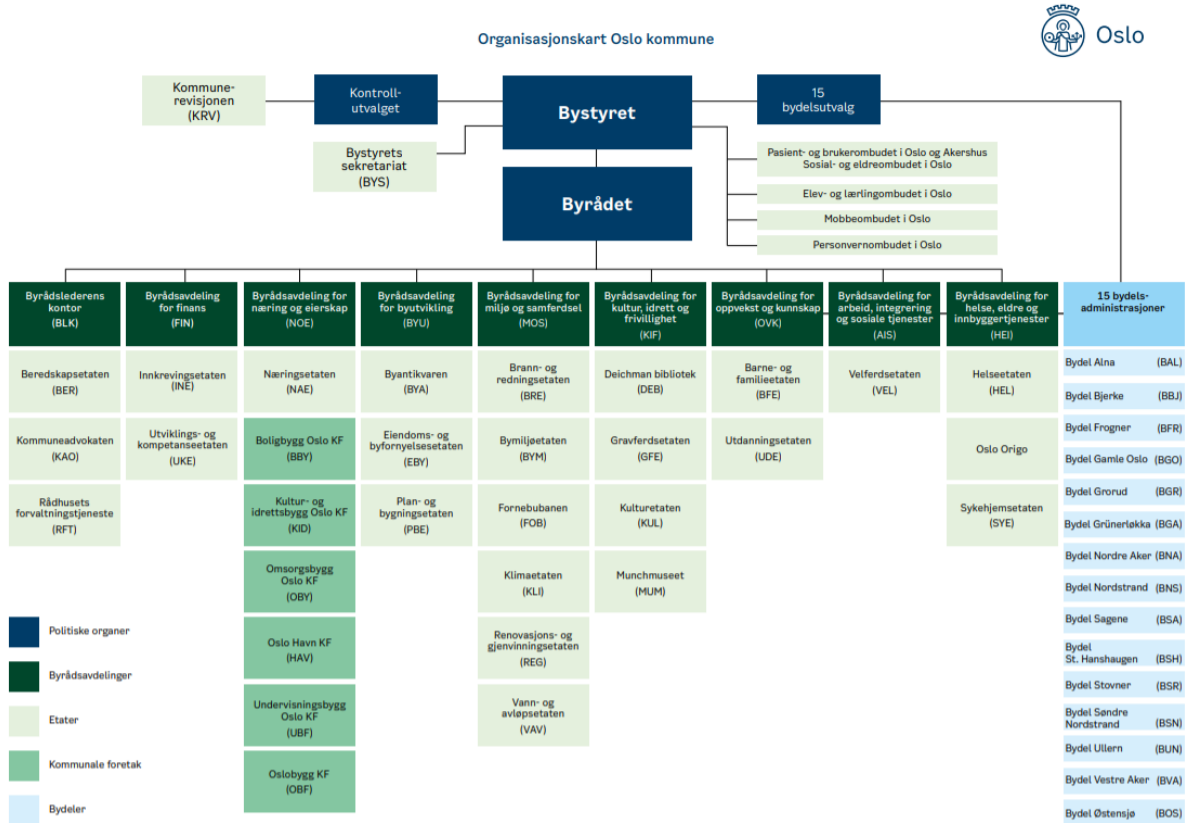 Organisasjonskart Oslo kommune
Oslo
Kommune-
revisjonen
(KRV)
Kontroll-
utvalget
Bystyret
15
bydelsutvalg
Bystyrets
sekretariat
(BYS)
Pasient- og brukerombudet i Oslo og Akershus
Sosial- og eldreombudet i Oslo
Elev- og lærlingombudet i Oslo
Mobbeombudet i Oslo
Personvernombudet i Oslo
Byrådet
Byrådslederens
kontor
(BLK)
Beredskapsetaten
(BER)
Kommuneadvokaten
(KAO)
Rådhusets
forvaltningstjeneste
(RFT)
Byrådsavdeling
for finans
(FIN)
Innkrevingsetaten
(INE)
Utviklings- og
kompetanseetaten
(UKE)
Byrådsavdeling for
næring og eierskap
(NOE)
Næringsetaten
(NAE)
Boligbygg Oslo KF
(BBY)
Kultur- og
idrettsbygg Oslo KF
(KID)
Omsorgsbygg
Oslo KF
(OBY)
Oslo Havn KF
(HAV)
Undervisningsbygg
Oslo KF
(UBF)
Oslobygg KF
(OBF)
Byrådsavdeling
for byutvikling
(BYU)
Byantikvaren
(BYA)
Eiendoms- og
byfornyelsesetaten
(EBY)
Plan- og
bygningsetaten
(PBE)
Byrådsavdeling for
miljø og samferdsel
(MOS)
Brann- og
redningsetaten
(BRE)
Bymiljøetaten
(BYM)
Fornebubanen
(FOB)
Klimaetaten
(KLI)
Renovasjons- og
gjenvinningsetaten
(REG)
Vann- og
avløpsetaten
(VAV)
Byrådsavdeling for
kultur, idrett og
frivillighet
(KIF)
Deichman bibliotek
(DEB)
Gravferdsetaten
(GFE)
Kulturetaten
(KUL)
Munchmuseet
(MUM)
Byrådsavdeling for
oppvekst og kunnskap
(OVK)
Barne- og
familieetaten
(BFE)
Utdanningsetaten
(UDE)
Byrådsavdeling for
arbeid, integrering
og sosiale tjenester
(AIS)
Velferdsetaten
(VEL)
Byrådsavdeling for
helse, eldre og
innbyggertjenester
(HEI)
Helseetaten
(HEL)
Oslo Origo
Sykehjemsetaten
(SYE)
15 bydels-
administrasjoner
Bydel Alna (BAL)
Bydel Bjerke (BBJ)
Bydel Frogner (BFR)
Bydel Gamle Oslo (BGO)
Bydel Grorud (BGR)
Bydel Grünerløkka (BGA)
Bydel Nordre Aker (BNA)
Bydel Nordstrand (BNS)
Bydel Sagene (BSA)
Bydel
St. Hanshaugen (BSH)
Bydel Stovner (BSR)
Bydel Søndre
Nordstrand (BSN)
Bydel Ullern (BUN)
Bydel Vestre Aker (BVA)
Bydel Østensjø (BOS)
Politiske organer
Byrådsavdelinger
Etater
Kommunale foretak
Bydeler